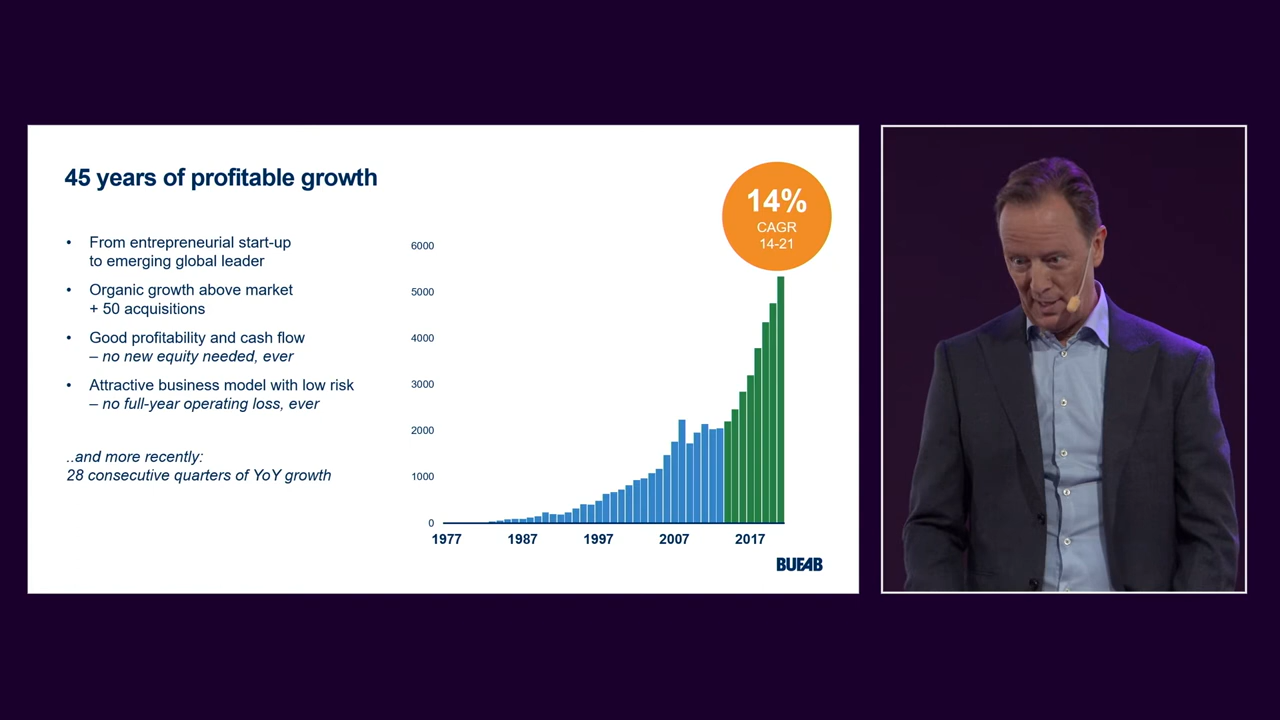 45 years of profitable growth
• From entrepreneurial start-up
to emerging global leader
• Organic growth above market
+ 50 acquisitions
• Good profitability and cash flow
– no new equity needed, ever
• Attractive business model with low risk
– no full-year operating loss, ever
..and more recently:
28 consecutive quarters of YoY growth
14%
CAGR
14-21
6000
5000
4000
3000
2000
1000
0
1977 1987 1997 2007 2017
BUFAB